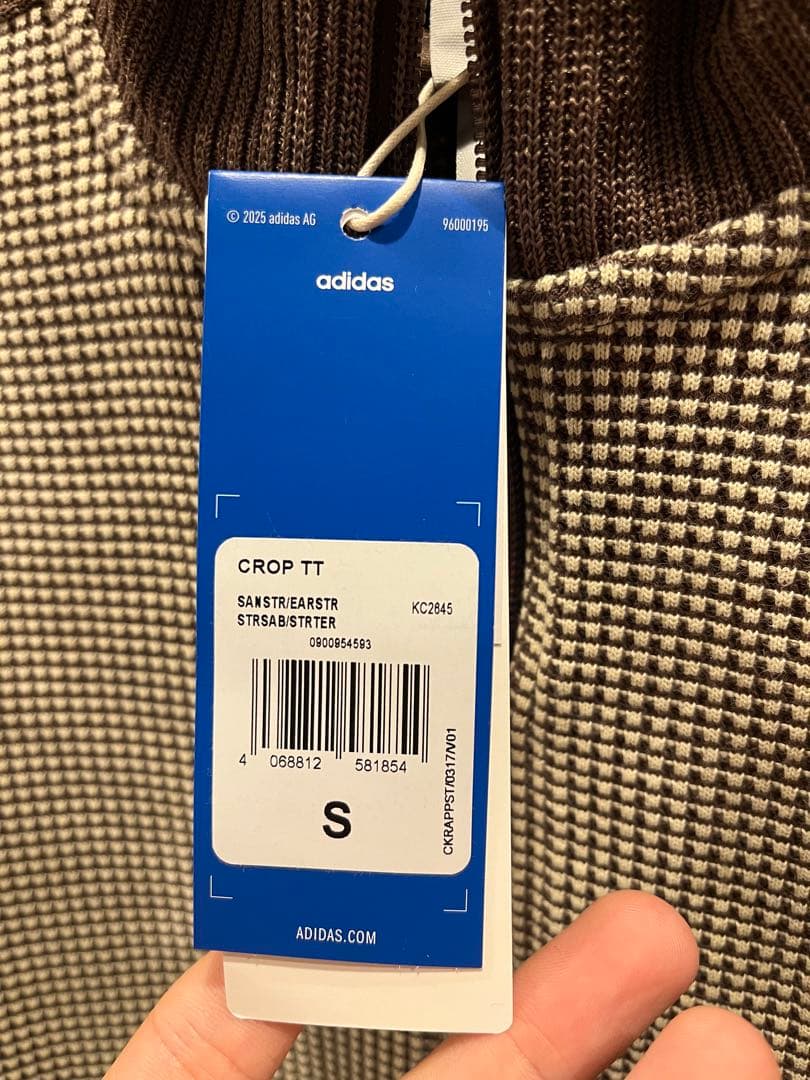 © 2025 adidas AG
96000195
adidas
CROP TT
SANSTR/EARSTR
KC2645
STRSAB/STRTER
0900954593
4 068812 581854
CKRAPPST/0317/V/01
S
ADIDAS.COM